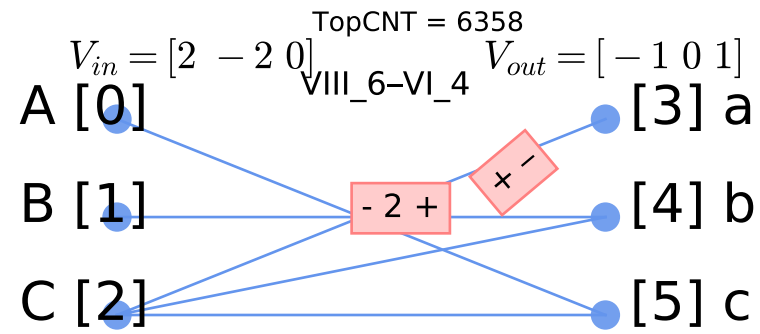 TopCNT = 6358
V_in = [2 −2 0]
V_out = [−1 0 1]
VIII_6–VI_4
A [0]
[3] a
+ −
B [1]
- 2 +
[4] b
C [2]
[5] c